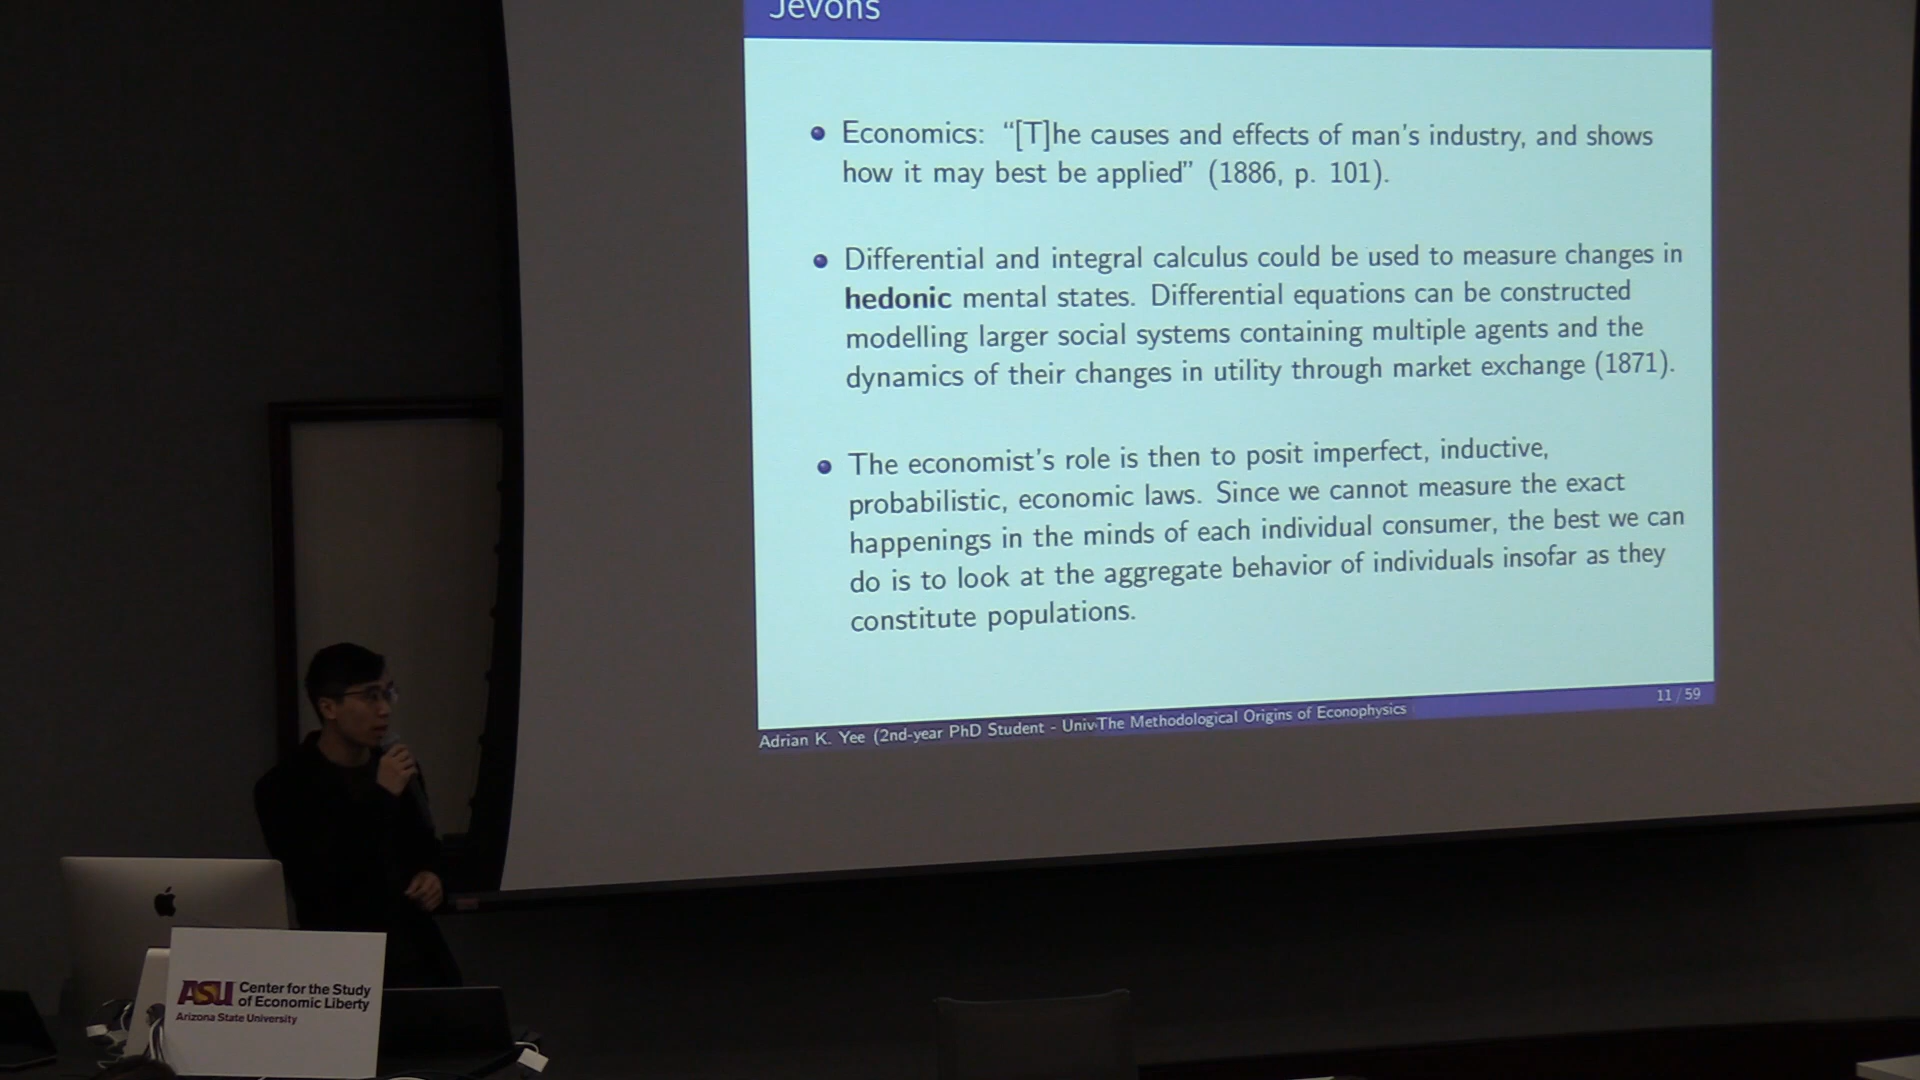 Jevons
Economics: “[T]he causes and effects of man's industry, and shows
how it may best be applied” (1886, p. 101).
Differential and integral calculus could be used to measure changes in
hedonic mental states. Differential equations can be constructed
modelling larger social systems containing multiple agents and the
dynamics of their changes in utility through market exchange (1871).
The economist's role is then to posit imperfect, inductive,
probabilistic, economic laws. Since we cannot measure the exact
happenings in the minds of each individual consumer, the best we can
do is to look at the aggregate behavior of individuals insofar as they
constitute populations.
Adrian K. Yee (2nd-year PhD Student - Univ The Methodological Origins of Econophysics
11 / 59
ASU Center for the Study
of Economic Liberty
Arizona State University